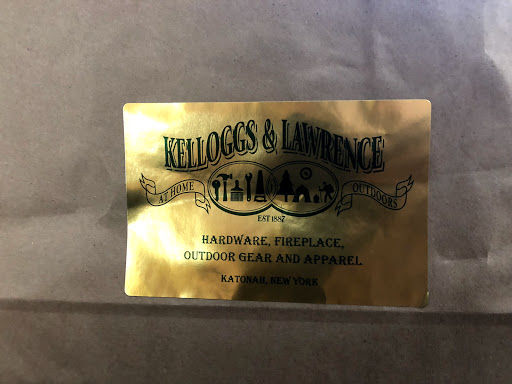 KELLOGGS & LAWRENCE
AT HOME
OUTDOORS
EST 1887
HARDWARE, FIREPLACE,
OUTDOOR GEAR AND APPAREL
KATONAH, NEW YORK